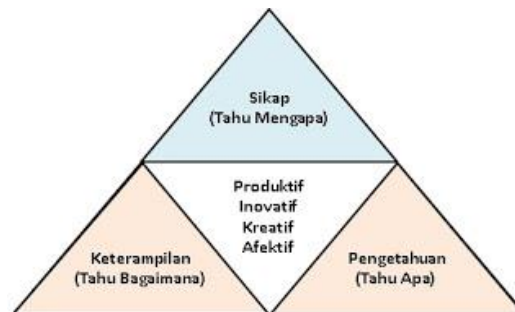 Sikap
(Tahu Mengapa)
Produktif
Inovatif
Kreatif
Afektif
Keterampilan
(Tahu Bagaimana)
Pengetahuan
(Tahu Apa)